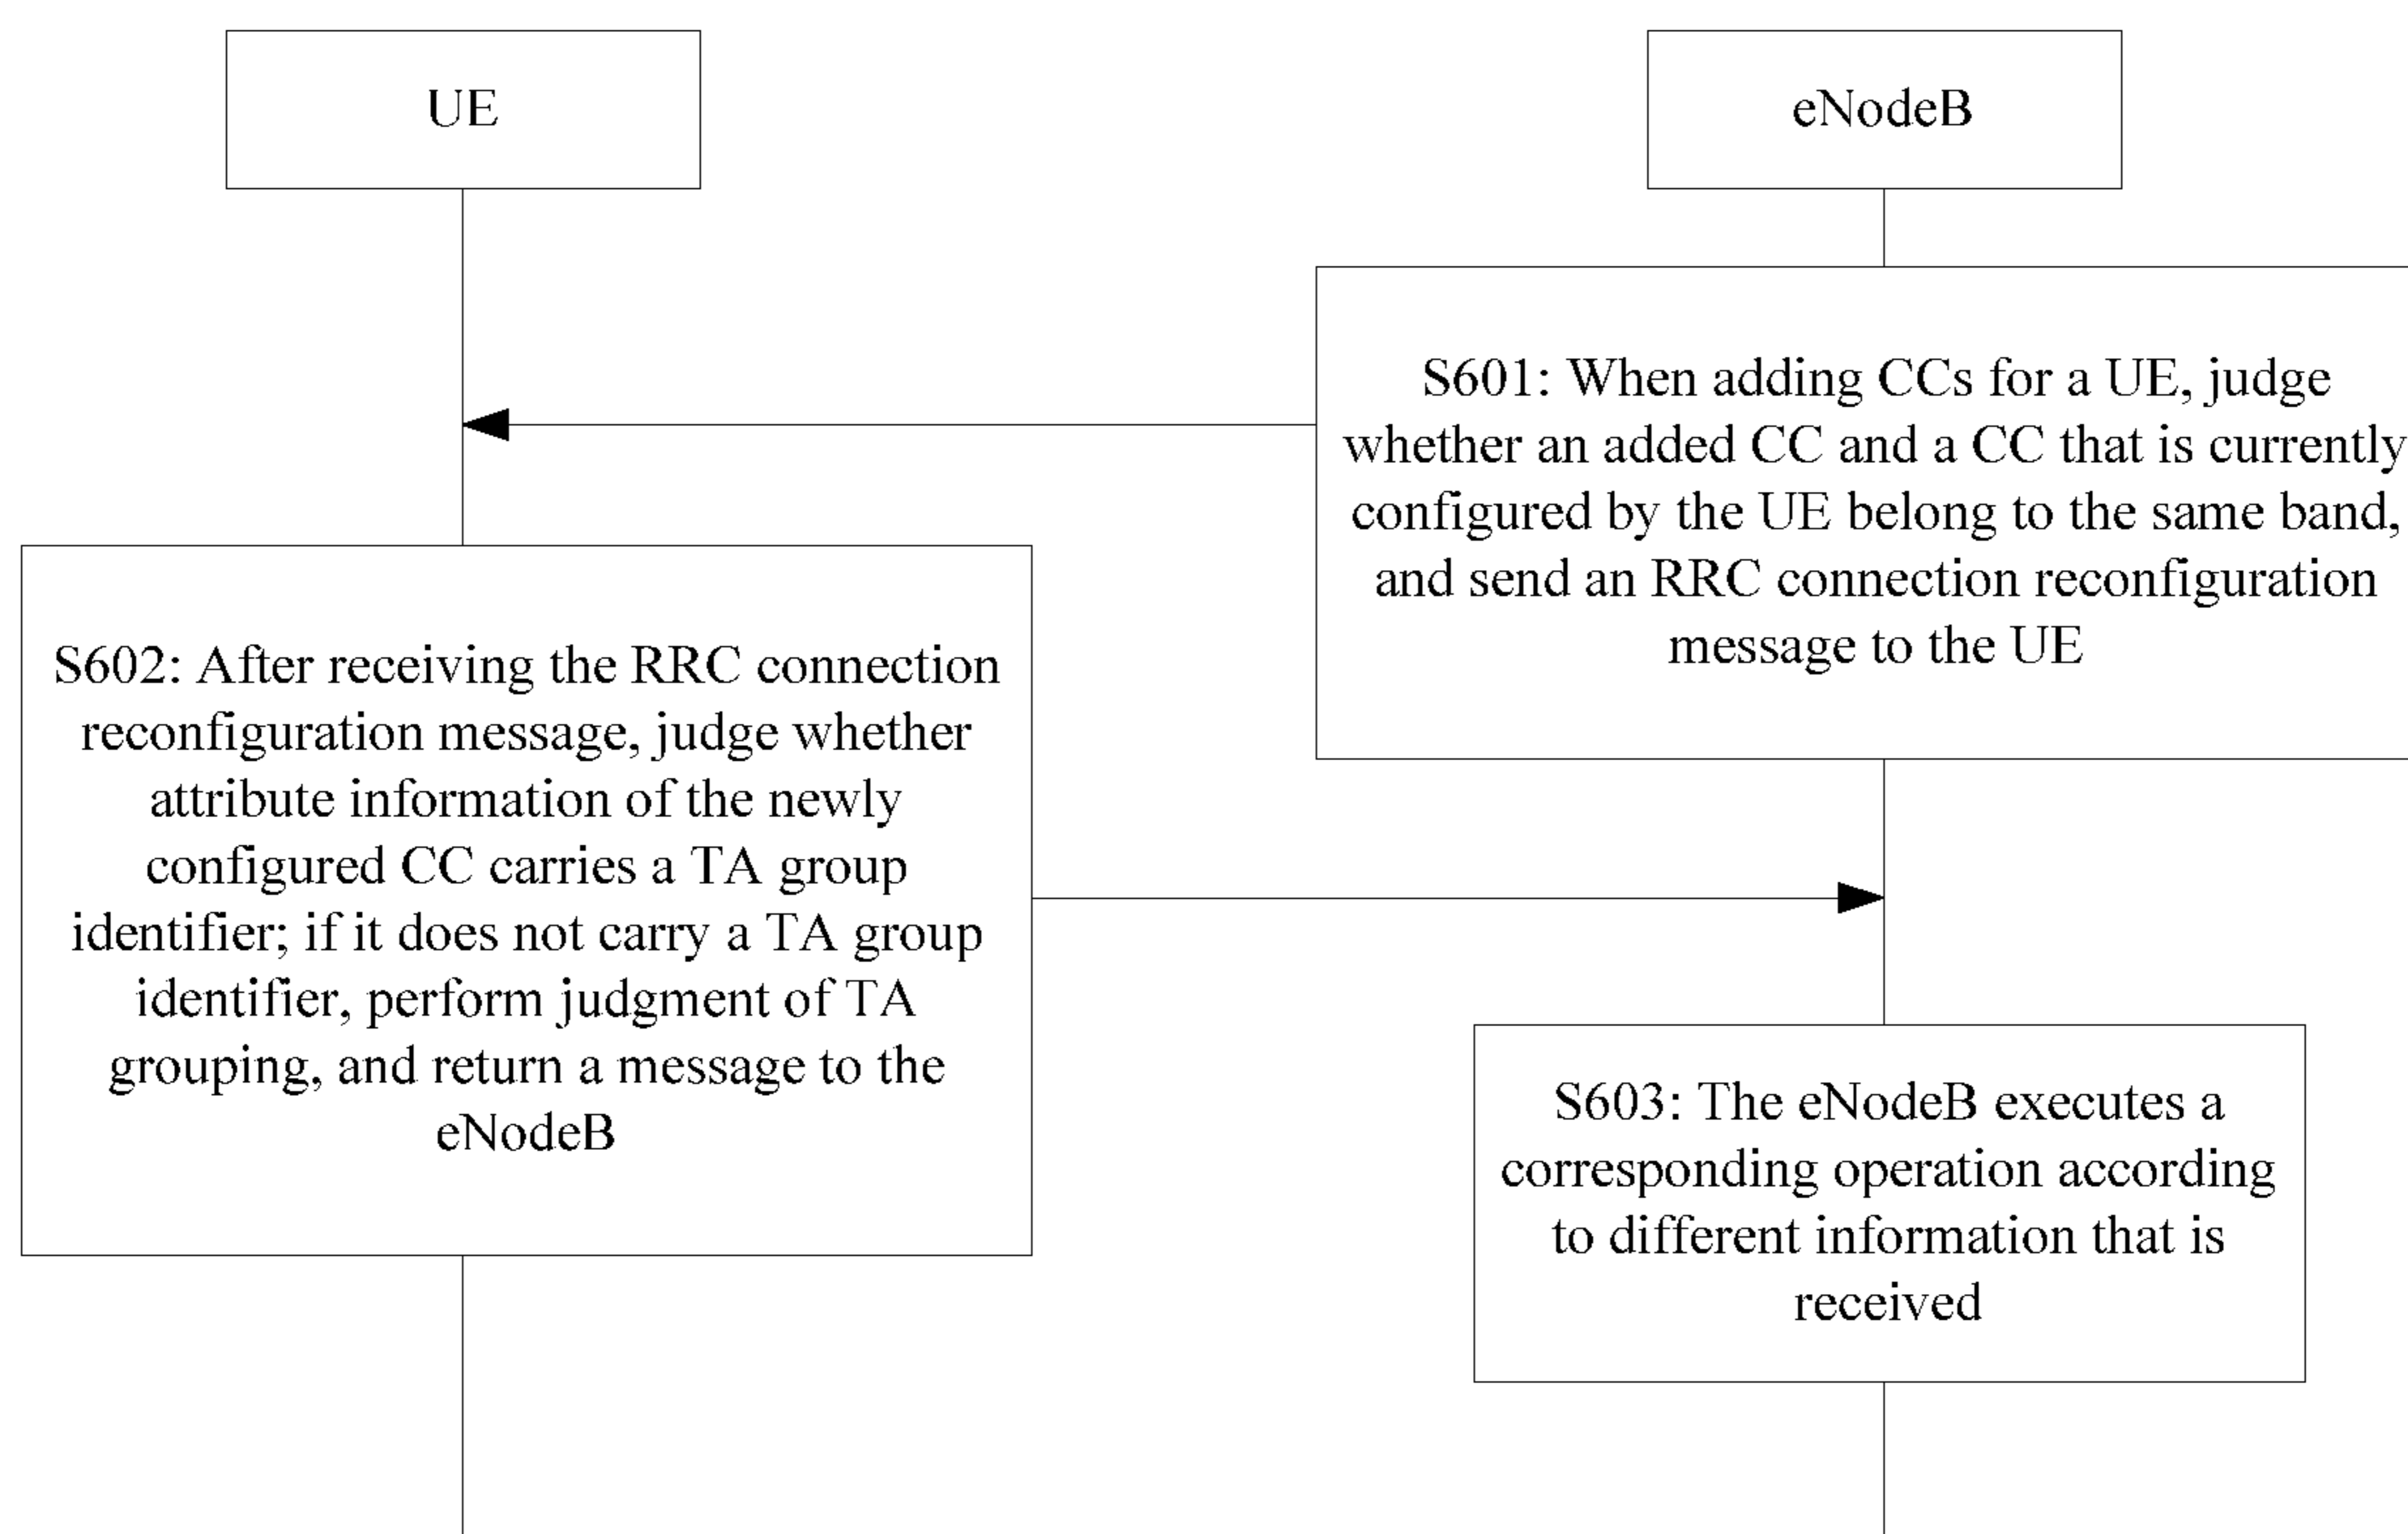 UE
eNodeB
S601: When adding CCs for a UE, judge
whether an added CC and a CC that is currently
configured by the UE belong to the same band,
and send an RRC connection reconfiguration
message to the UE
S602: After receiving the RRC connection
reconfiguration message, judge whether
attribute information of the newly
configured CC carries a TA group
identifier; if it does not carry a TA group
identifier, perform judgment of TA
grouping, and return a message to the
eNodeB
S603: The eNodeB executes a
corresponding operation according
to different information that is
received